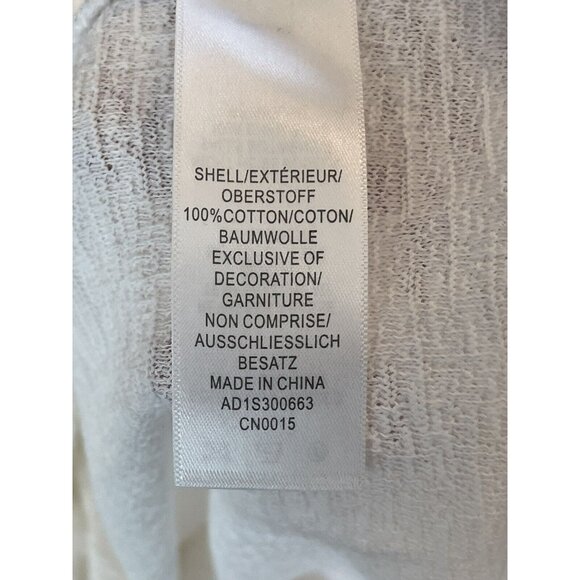 SHELL/EXTÉRIEUR/
OBERSTOFF
100%COTTON/COTON/
BAUMWOLLE
EXCLUSIVE OF
DECORATION/
GARNITURE
NON COMPRISE/
AUSSCHLIESSLICH
BESATZ
MADE IN CHINA
AD1S300663
CN0015